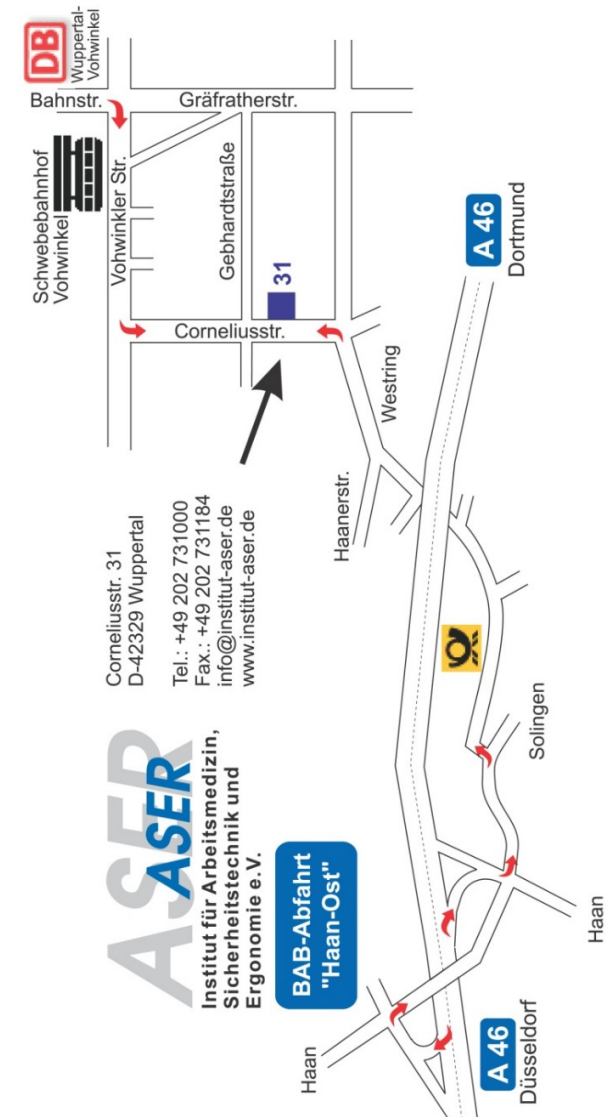 ASER
ASER
Institut für Arbeitsmedizin,
Sicherheitstechnik und
Ergonomie e.V.
Corneliusstr. 31
D-42329 Wuppertal
Tel.: +49 202 731000
Fax.: +49 202 731184
info@institut-aser.de
www.institut-aser.de
BAB-Abfahrt
"Haan-Ost"
Schwebebahnhof
Vohwinkel
DB
Wuppertal-
Vohwinkel
Bahnstr.
Vohwinkler Str.
Gräfratherstr.
Gebhardtstraße
Corneliusstr.
31
Westring
Haanerstr.
A 46
Dortmund
Solingen
Haan
Haan
A 46
Düsseldorf